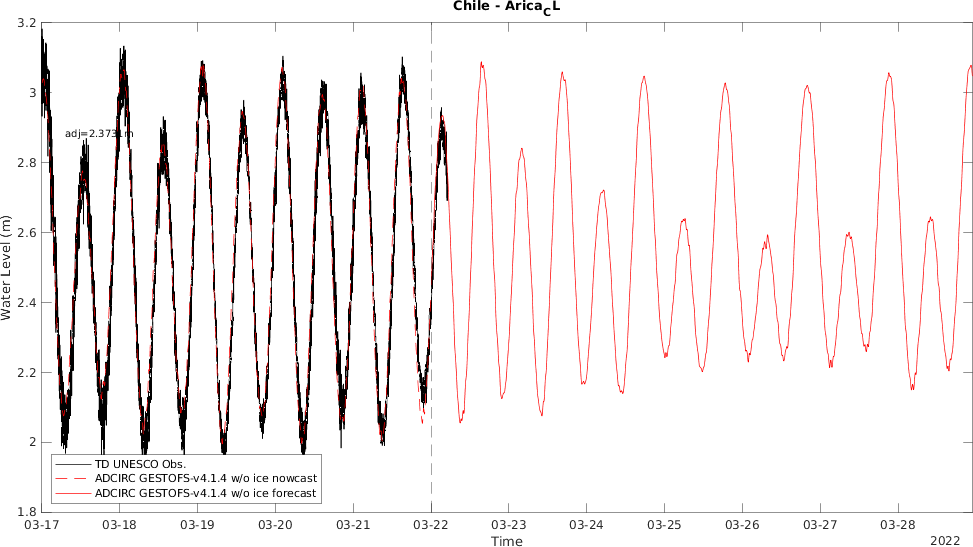 Chile - Arica_CL
3.2
3
2.8
2.6
2.4
2.2
2
1.8
Water Level (m)
adj=2.3731m
TD UNESCO Obs.
ADCIRC GESTOFS-v4.1.4 w/o ice nowcast
ADCIRC GESTOFS-v4.1.4 w/o ice forecast
03-17 03-18 03-19 03-20 03-21 03-22 03-23 03-24 03-25 03-26 03-27 03-28
Time
2022